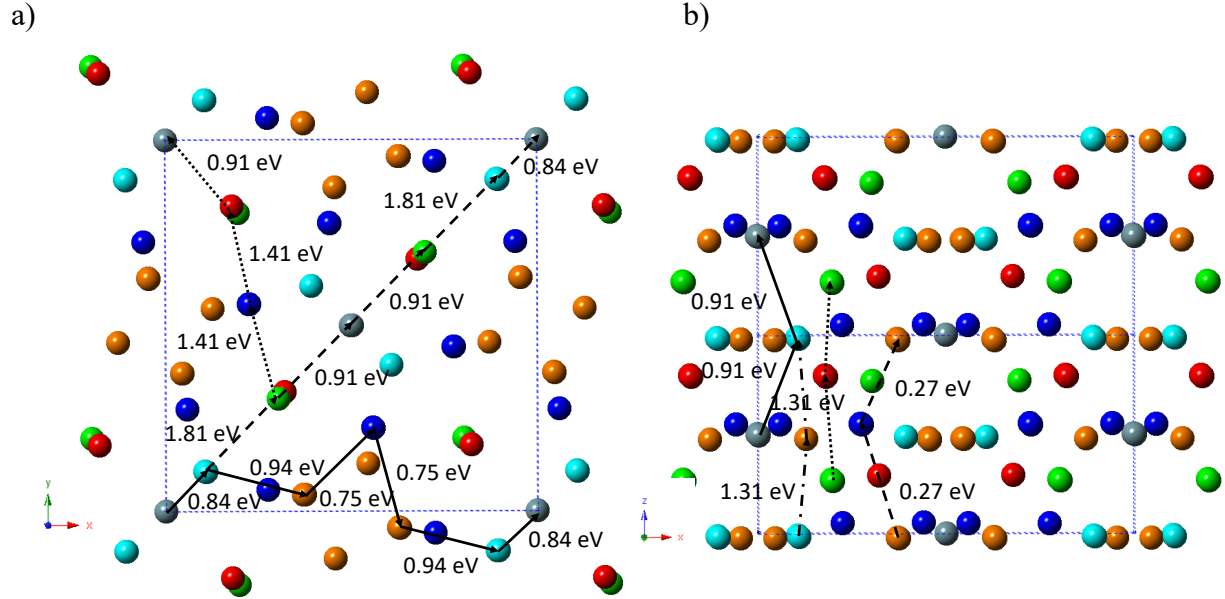 a)
b)
0.91 eV
0.84 eV
1.81 eV
1.41 eV
0.91 eV
1.41 eV
0.91 eV
1.81 eV
0.94 eV
0.75 eV
0.75 eV
0.84 eV
0.84 eV
0.94 eV
y
x
0.91 eV
0.91 eV
0.27 eV
1.31 eV
1.31 eV
0.27 eV
z
x